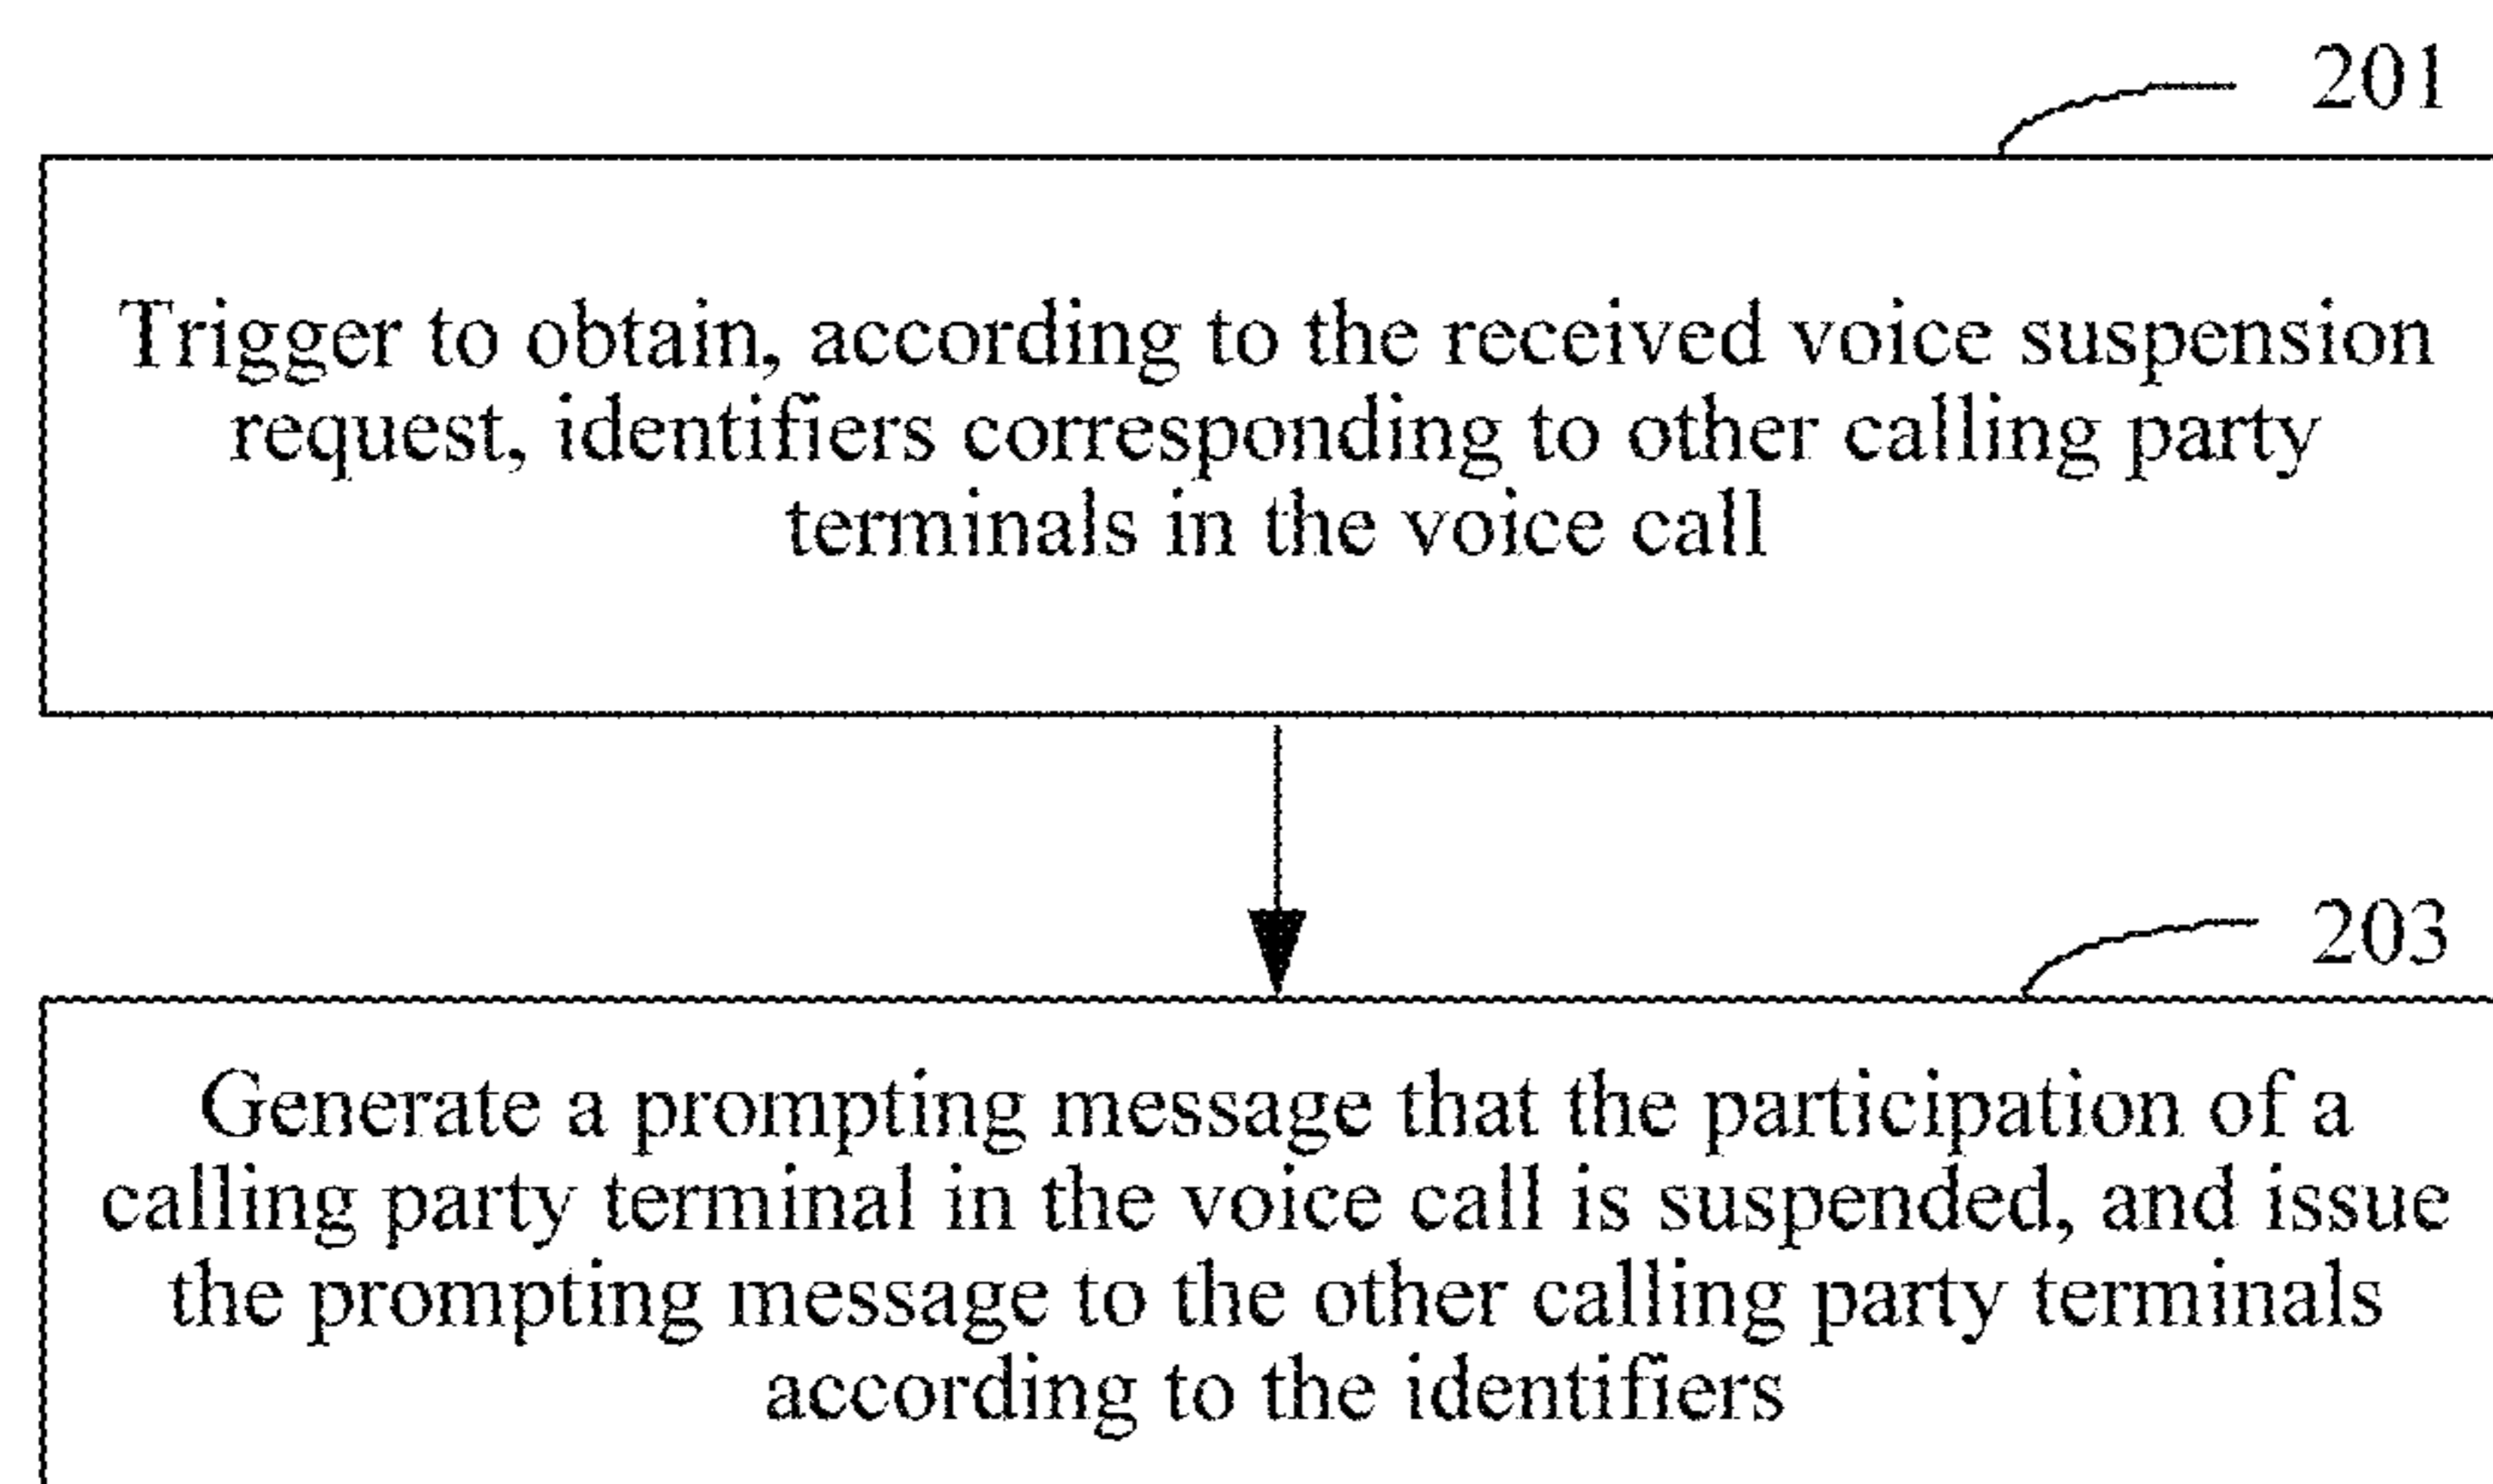 201
Trigger to obtain, according to the received voice suspension
request, identifiers corresponding to other calling party
terminals in the voice call
203
Generate a prompting message that the participation of a
calling party terminal in the voice call is suspended, and issue
the prompting message to the other calling party terminals
according to the identifiers